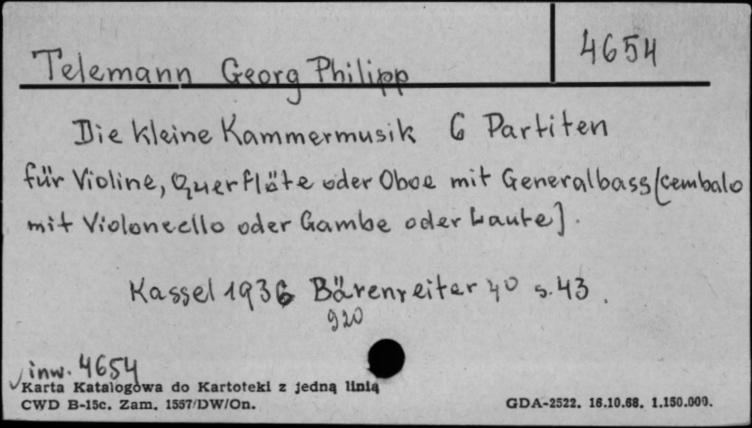 Telemann Georg Philipp 4654
Die kleine Kammermusik 6 Partiten
für Violine, Querflöte oder Oboe mit Generalbass [Cembalo
mit Violoncello oder Gambe oder Laute].
Kassel 1936 Bärenreiter 4° s. 43.
920
inw. 4654
Karta Katalogowa do Kartoteki z jedną linią
CWD B-15c. Zam. 1557/DW/On. GDA-2522. 16.10.68. 1.150.000.